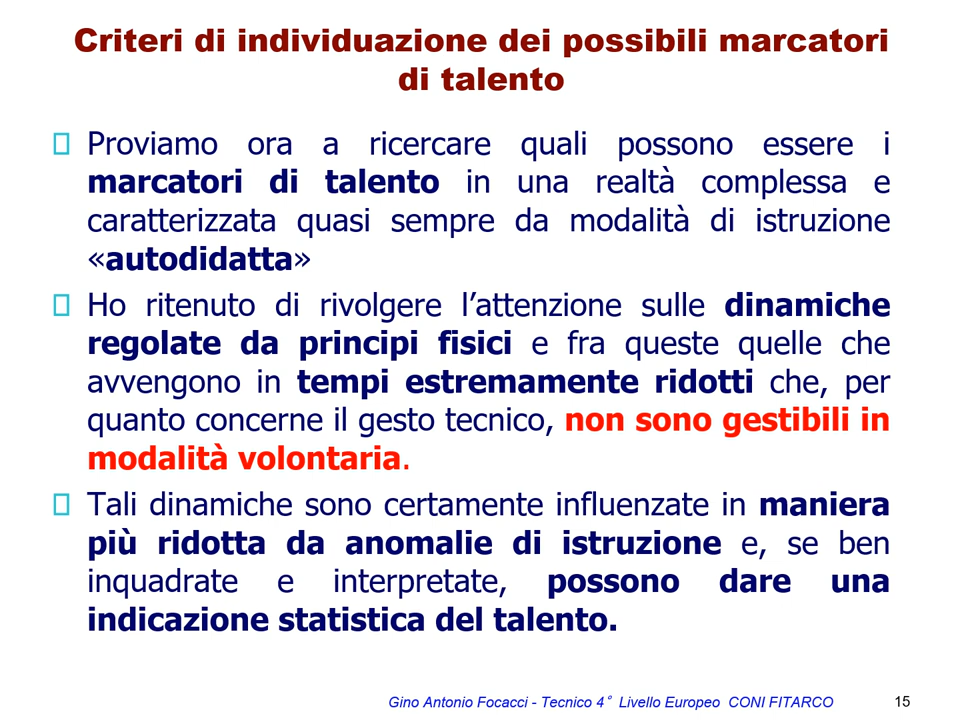 Criteri di individuazione dei possibili marcatori
di talento
Proviamo ora a ricercare quali possono essere i
marcatori di talento in una realtà complessa e
caratterizzata quasi sempre da modalità di istruzione
«autodidatta»
Ho ritenuto di rivolgere l’attenzione sulle dinamiche
regolate da principi fisici e fra queste quelle che
avvengono in tempi estremamente ridotti che, per
quanto concerne il gesto tecnico, non sono gestibili in
modalità volontaria.
Tali dinamiche sono certamente influenzate in maniera
più ridotta da anomalie di istruzione e, se ben
inquadrate e interpretate, possono dare una
indicazione statistica del talento.
Gino Antonio Focacci - Tecnico 4° Livello Europeo CONI FITARCO 15